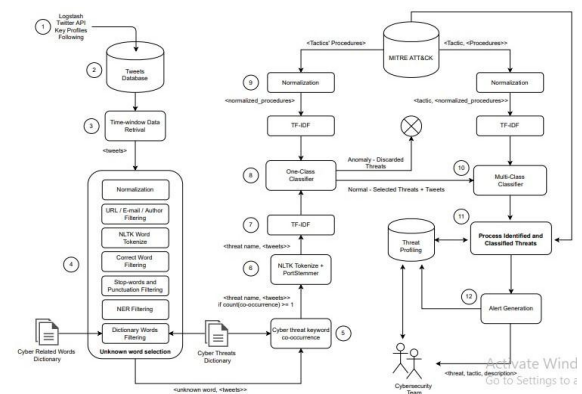 Logstash
Twitter API
Key Profiles
Following
1
Tweets
Database
2
Time-window Data
Retrival
3
<tweets>
Normalization
URL / E-mail / Author
Filtering
NLTK Word
Tokenize
Correct Word
Filtering
Stop-words and
Punctuation Filtering
NER Filtering
Dictionary Words
Filtering
Unknown word selection
4
Cyber Related Words
Dictionary
Cyber Threats
Dictionary
<unknown word, <tweets>>
Cyber threat keyword
co-occurrence
5
<threat name, <tweets>>
if count(co-occurrence) >= 1
NLTK Tokenize +
PortStemmer
6
<threat name, <tweets>>
TF-IDF
7
One-Class
Classifier
8
TF-IDF
<normalized_procedures>
Normalization
9
<Tactics' Procedures>
MITRE ATT&CK
<Tactic, <Procedures>>
Normalization
<tactic, <normalized_procedures>>
TF-IDF
Anomaly - Discarded
Threats
Normal - Selected Threats + Tweets
10
Multi-Class
Classifier
11
Process Identified and
Classified Threats
Threat
Profiling
12
Alert Generation
<threat, tactic, description>
Cybersecurity
Team
Activate Wind
Go to Settings to a